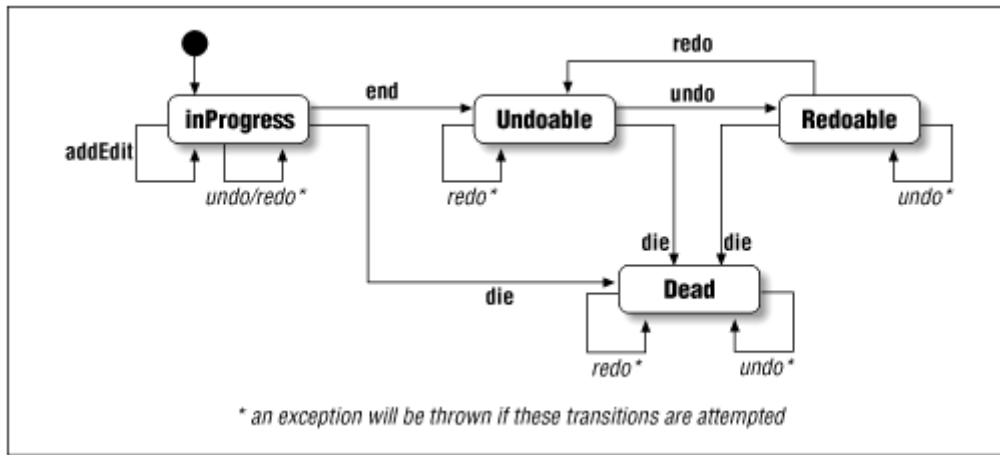 redo
end
undo
inProgress
Undoable
Redoable
addEdit
undo/redo*
redo*
undo*
die
die
die
Dead
redo*
undo*
* an exception will be thrown if these transitions are attempted